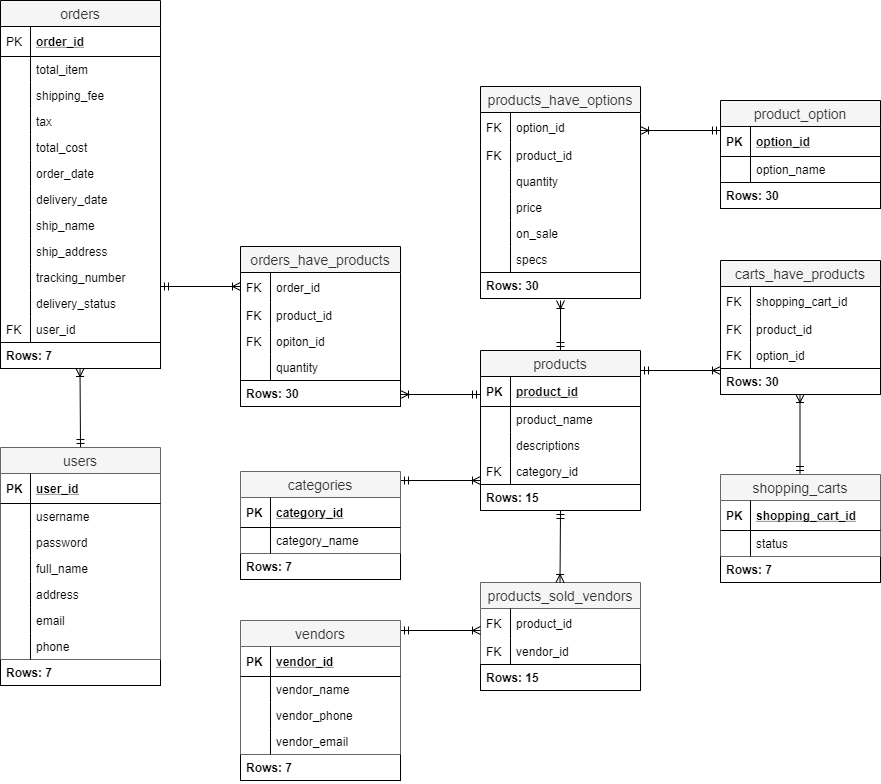 orders
PK order_id
total_item
shipping_fee
tax
total_cost
order_date
delivery_date
ship_name
ship_address
tracking_number
delivery_status
FK user_id
Rows: 7
users
PK user_id
username
password
full_name
address
email
phone
Rows: 7
orders_have_products
FK order_id
FK product_id
FK opiton_id
quantity
Rows: 30
categories
PK category_id
category_name
Rows: 7
vendors
PK vendor_id
vendor_name
vendor_phone
vendor_email
Rows: 7
products_have_options
FK option_id
FK product_id
quantity
price
on_sale
specs
Rows: 30
products
PK product_id
product_name
descriptions
FK category_id
Rows: 15
products_sold_vendors
FK product_id
FK vendor_id
Rows: 15
product_option
PK option_id
option_name
Rows: 30
carts_have_products
FK shopping_cart_id
FK product_id
FK option_id
Rows: 30
shopping_carts
PK shopping_cart_id
status
Rows: 7